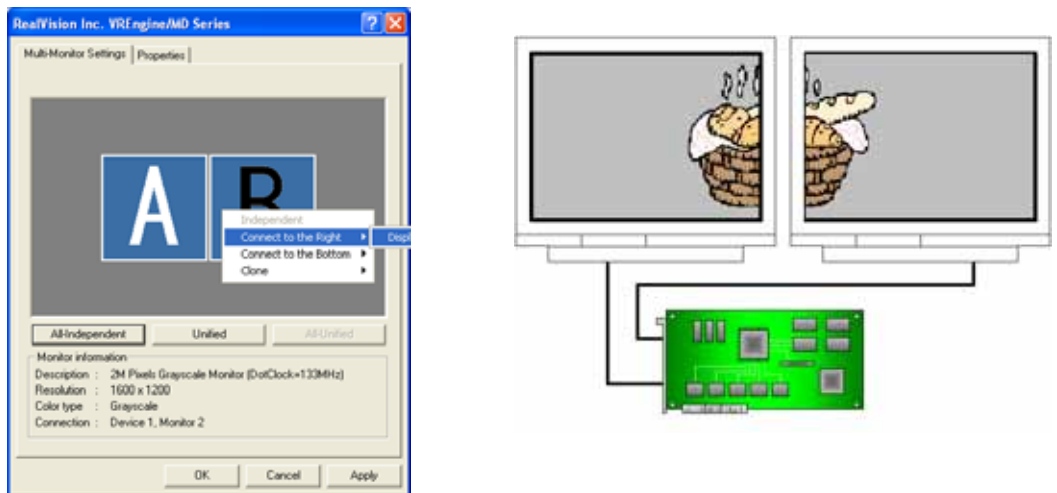 RealVision Inc. VREngine/MD Series
Multi-Monitor Settings Properties
A B
Independent
Connect to the Right Displ
Connect to the Bottom
Clone
All-Independent Unified All-Unified
Monitor information
Description : 2M Pixels Grayscale Monitor (DotClock=133MHz)
Resolution : 1600 x 1200
Color type : Grayscale
Connection : Device 1, Monitor 2
OK Cancel Apply